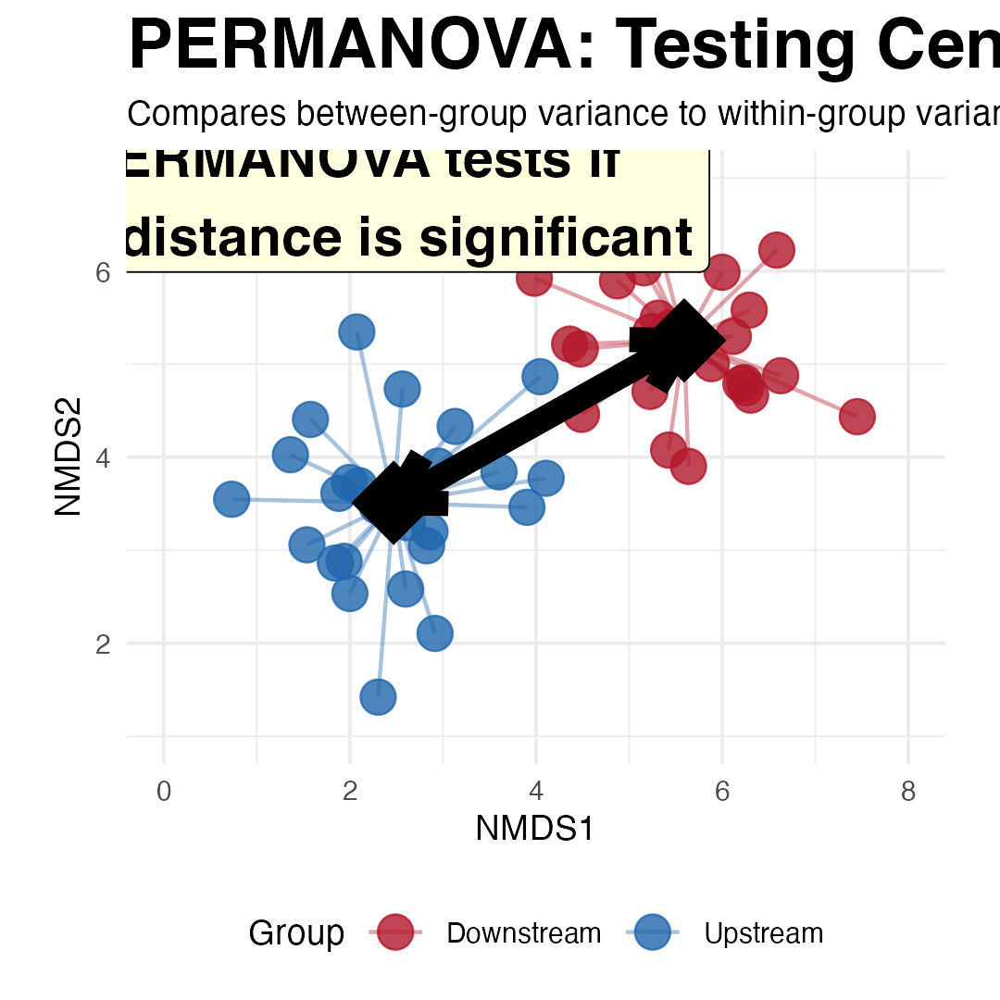 PERMANOVA: Testing Cen
Compares between-group variance to within-group varian
ERMANOVA tests if
distance is significant
6
4
2
NMDS2
0 2 4 6 8
NMDS1
Group Downstream Upstream